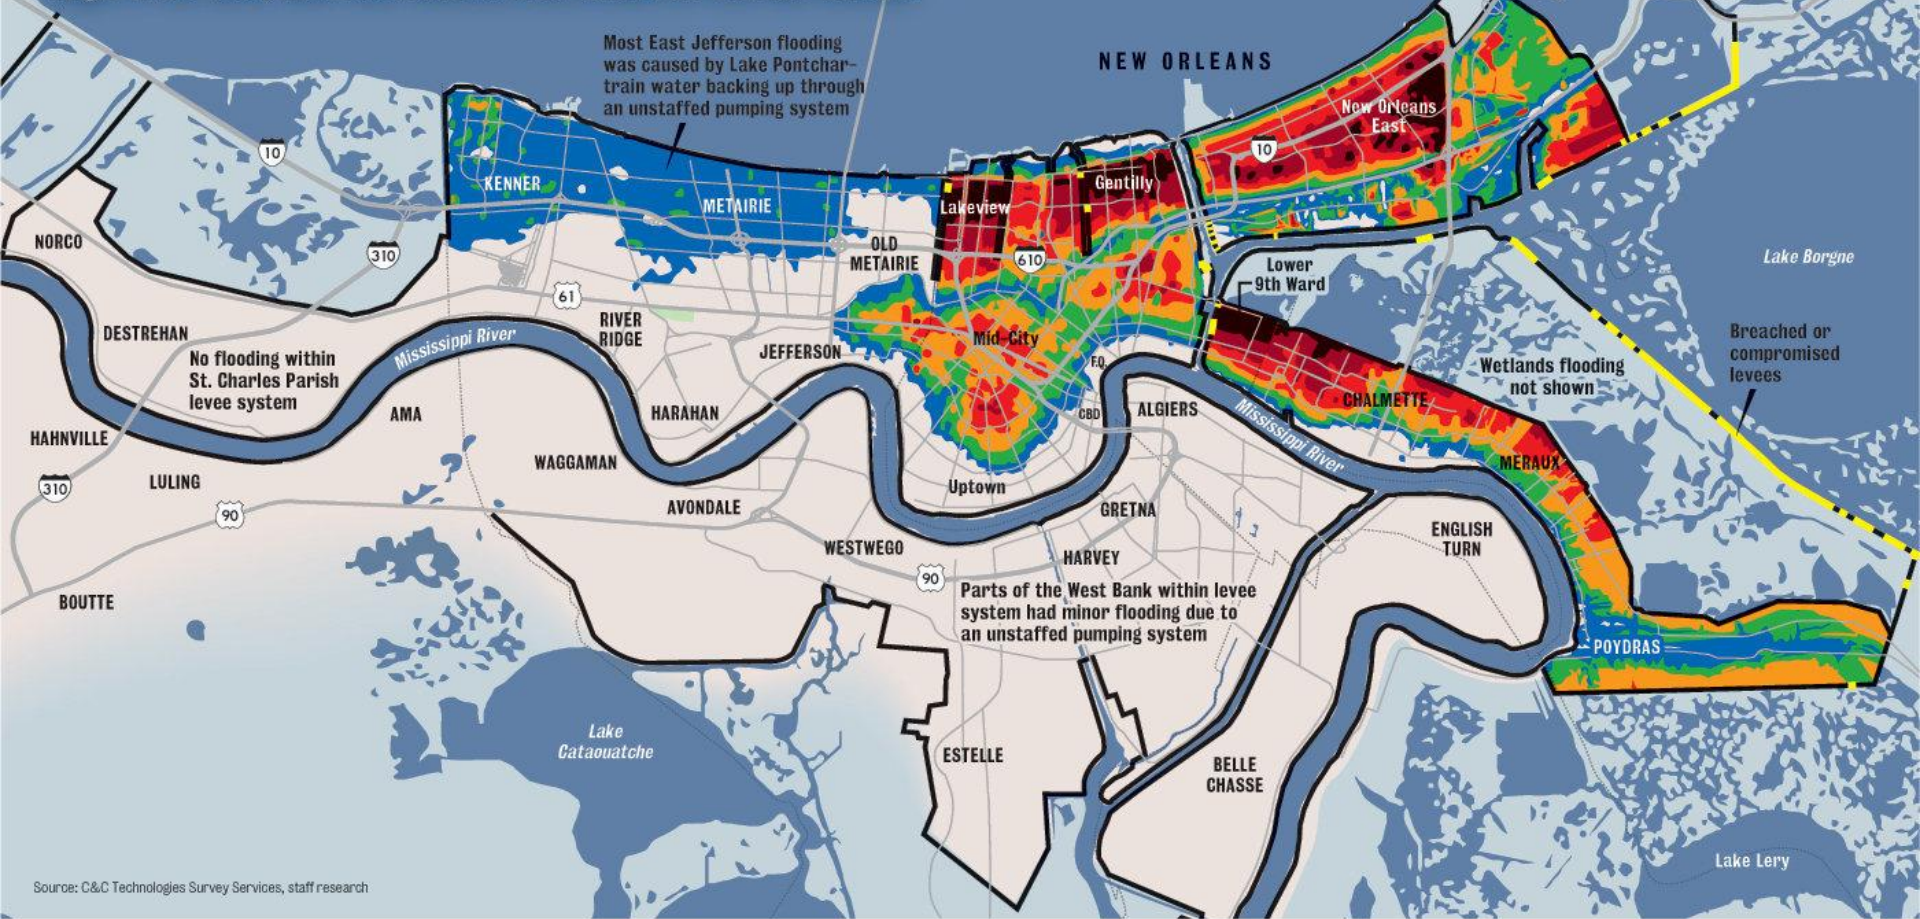 Most East Jefferson flooding
was caused by Lake Pontchar-
train water backing up through
an unstaffed pumping system
NEW ORLEANS
New Orleans
East
10
10
KENNER
METAIRIE
Lakeview
Gentilly
NORCO
310
OLD
METAIRIE
610
Lower
9th Ward
Lake Borgne
61
DESTREHAN
RIVER
RIDGE
Mississippi River
JEFFERSON
Mid-City
F.Q.
No flooding within
St. Charles Parish
levee system
Breached or
compromised
levees
Wetlands flooding
not shown
AMA
HARAHAN
CBD
ALGIERS
Mississippi River
CHALMETTE
HAHNVILLE
WAGGAMAN
MERAUX
310
LULING
90
Uptown
AVONDALE
GRETNA
ENGLISH
TURN
WESTWEGO
HARVEY
90
Parts of the West Bank within levee
system had minor flooding due to
an unstaffed pumping system
BOUTTE
POYDRAS
Lake
Cataouatche
ESTELLE
BELLE
CHASSE
Lake Lery
Source: C&C Technologies Survey Services, staff research